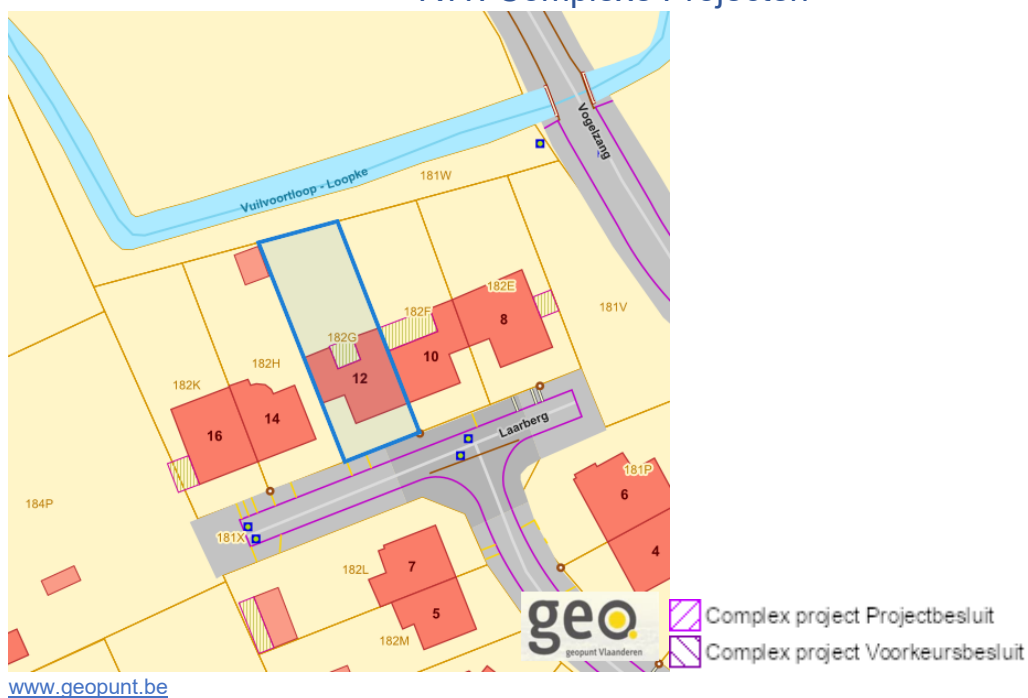 Vogelzang
181W
Vuilvoortloop - Loopke
182E
182F
8
181V
182G
10
182H
12
182K
14
16
Laarberg
181P
6
184P
181X
4
182L
7
5
182M
geo
geopunt Vlaanderen
Complex project Projectbesluit
Complex project Voorkeursbesluit
www.geopunt.be